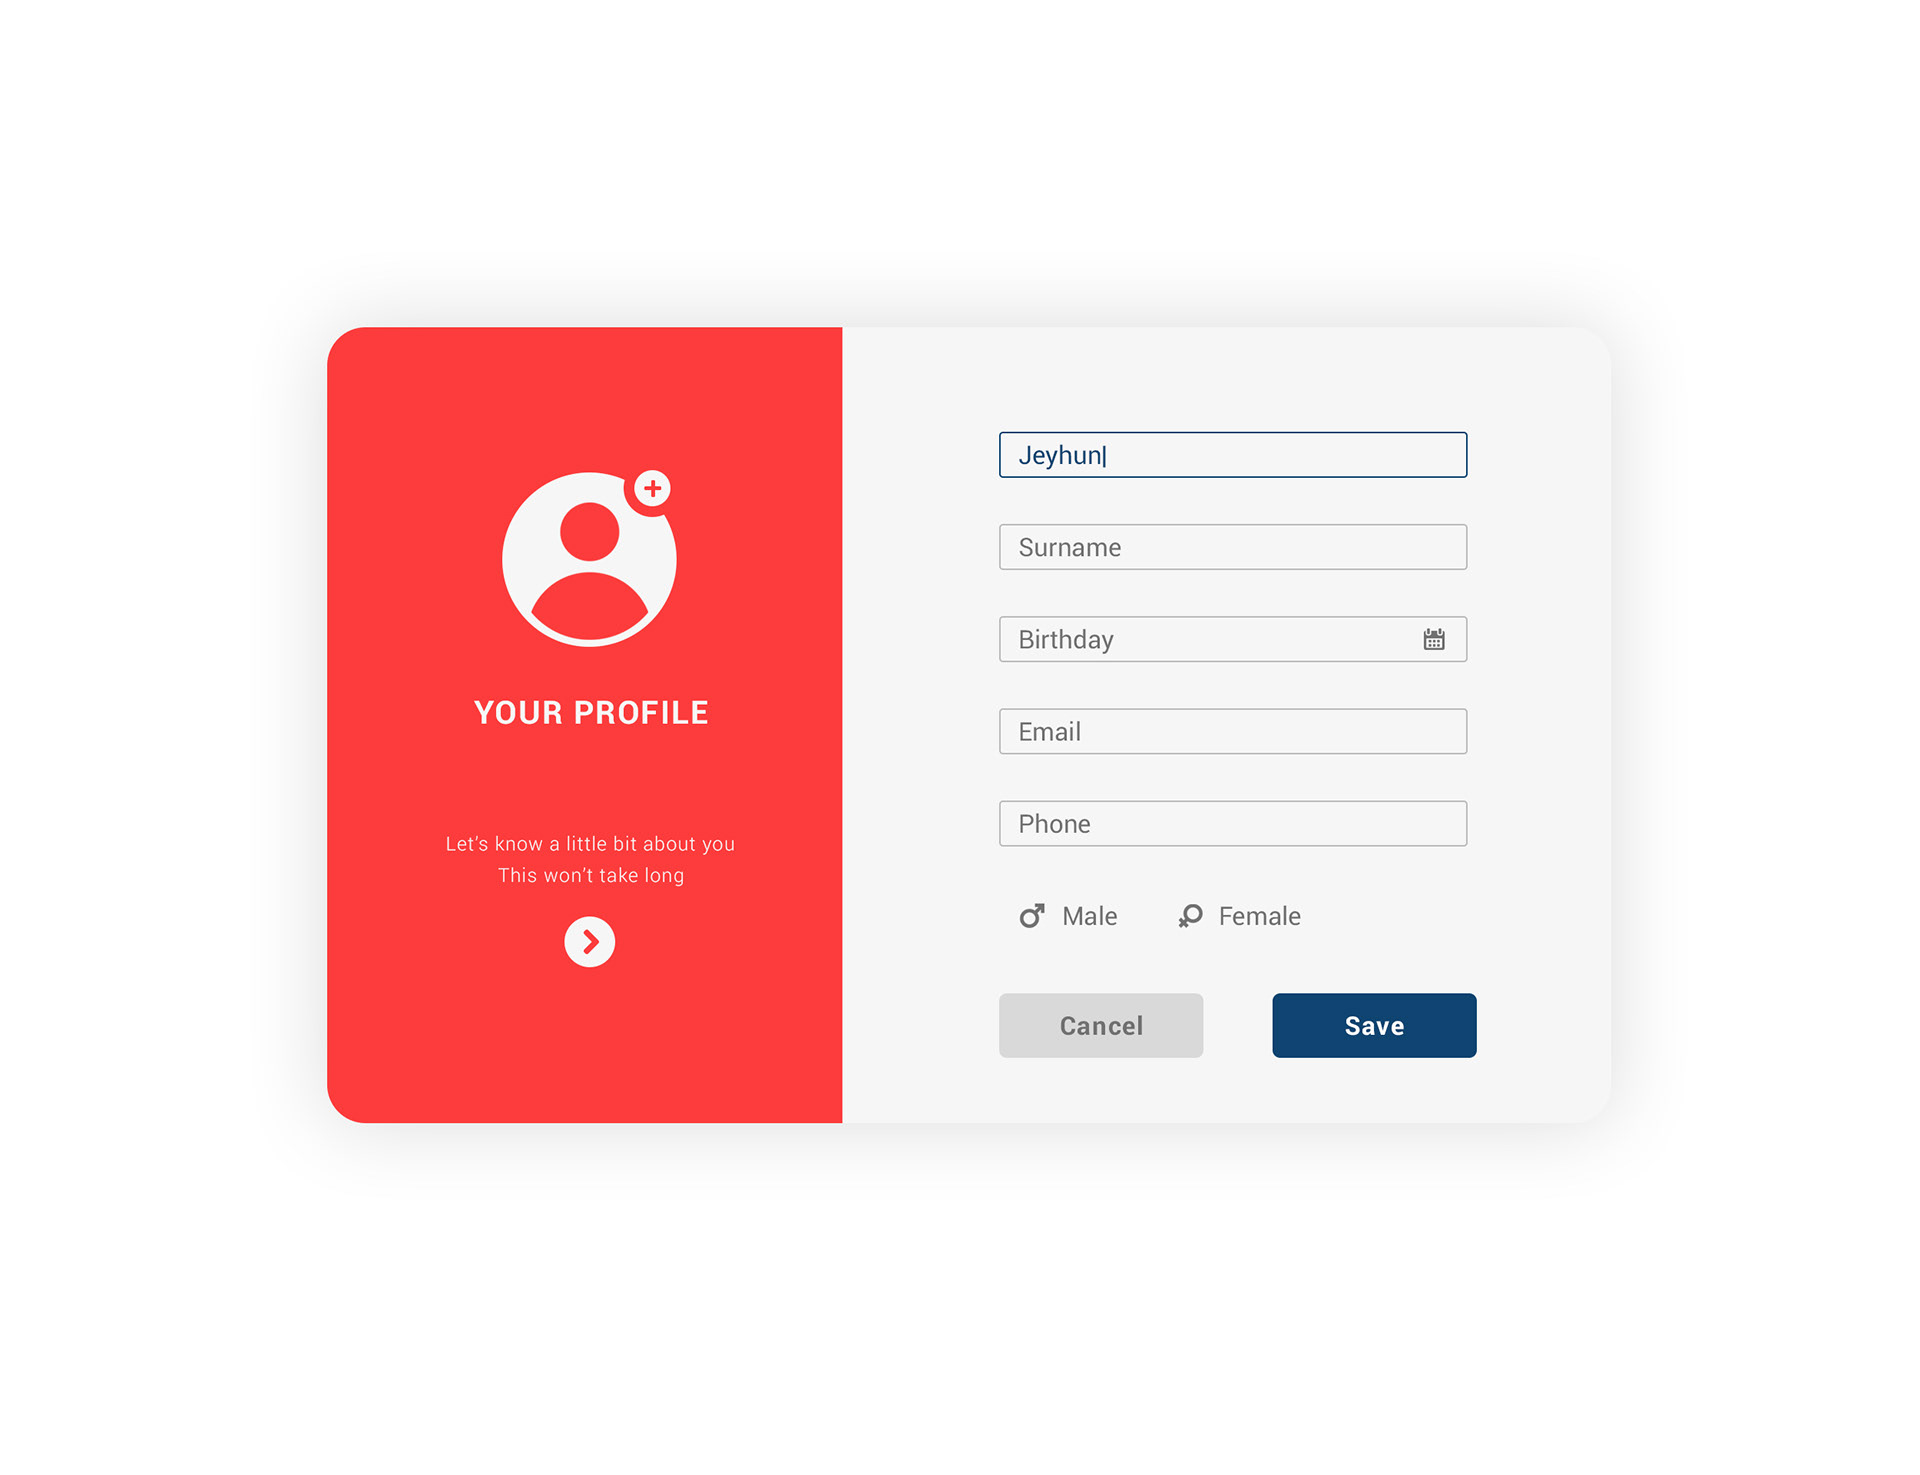 YOUR PROFILE
Let's know a little bit about you
This won't take long
Jeyhun
Surname
Birthday
Email
Phone
Male
Female
Cancel
Save